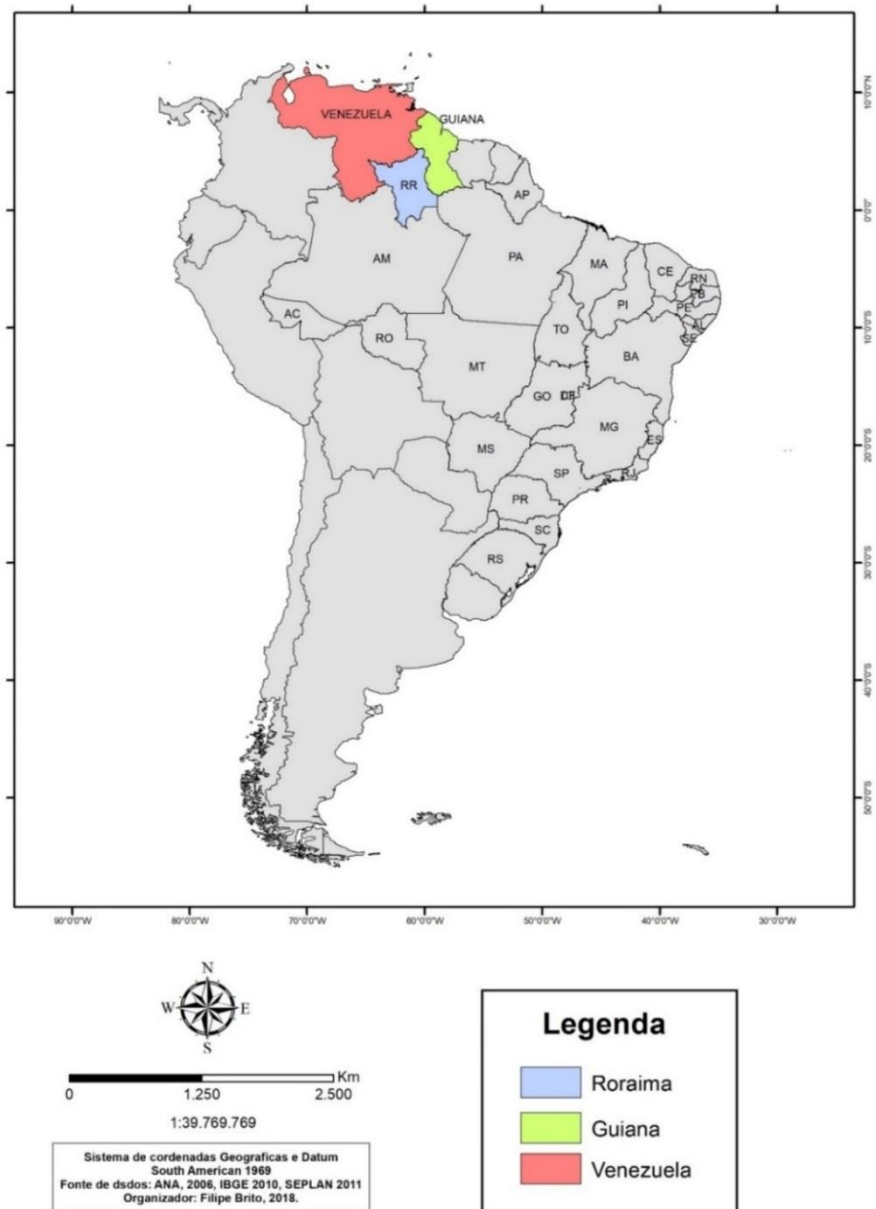 VENEZUELA
GUIANA
RR
AP
AM
PA
MA
CE
RN
PB
PI
PE
AC
AL
TO
SE
RO
BA
MT
GO
DF
MG
MS
ES
SP
RJ
PR
SC
RS
10°0'0"N
0°0'0"
10°0'0"S
20°0'0"S
30°0'0"S
40°0'0"S
50°0'0"S
90°0'0"W 80°0'0"W 70°0'0"W 60°0'0"W 50°0'0"W 40°0'0"W 30°0'0"W
N
W E
S
Km
0 1.250 2.500
1:39.769.769
Sistema de cordenadas Geograficas e Datum
South American 1969
Fonte de dsdos: ANA, 2006, IBGE 2010, SEPLAN 2011
Organizador: Filipe Brito, 2018.
Legenda
Roraima
Guiana
Venezuela